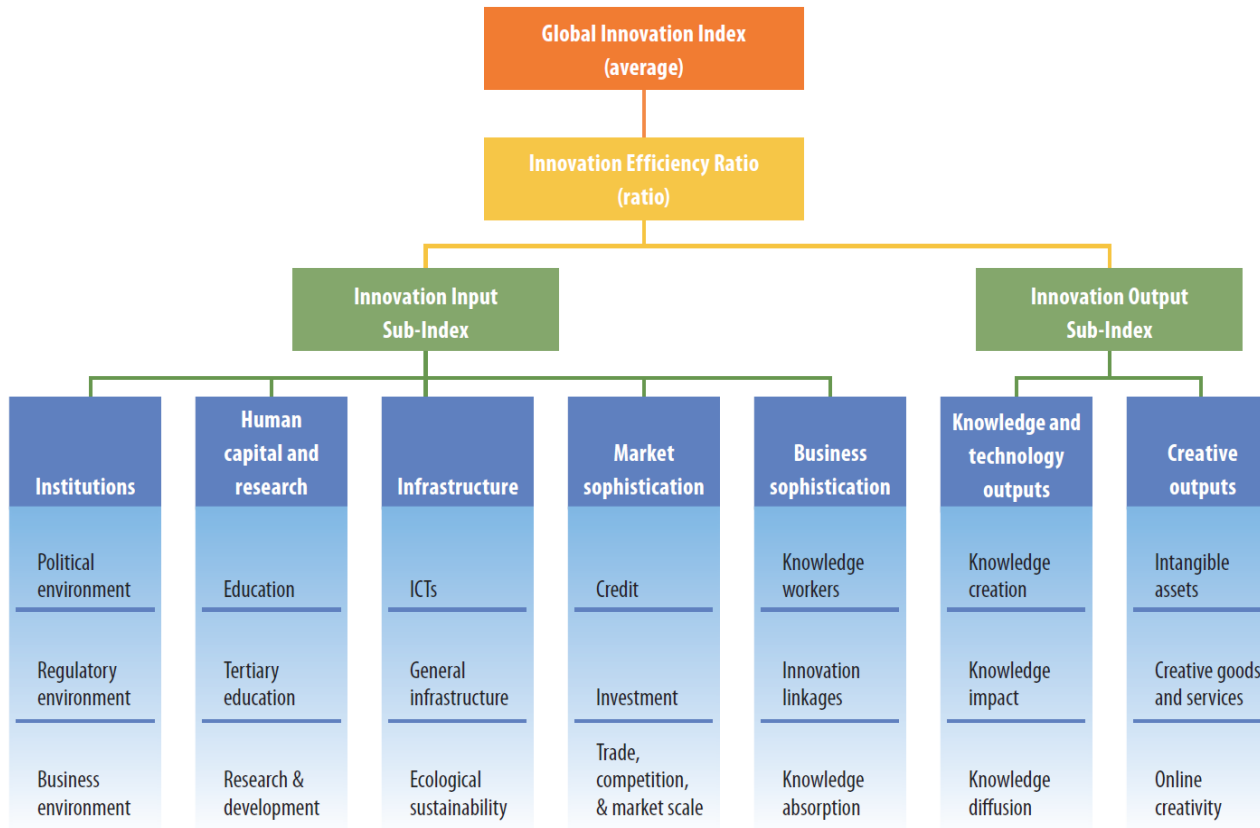 Global Innovation Index
(average)
Innovation Efficiency Ratio
(ratio)
Innovation Input
Sub-Index
Innovation Output
Sub-Index
Institutions
Human
capital and
research
Infrastructure
Market
sophistication
Business
sophistication
Knowledge and
technology
outputs
Creative
outputs
Political
environment
Education
ICTs
Credit
Knowledge
workers
Knowledge
creation
Intangible
assets
Regulatory
environment
Tertiary
education
General
infrastructure
Investment
Innovation
linkages
Knowledge
impact
Creative goods
and services
Business
environment
Research &
development
Ecological
sustainability
Trade,
competition,
& market scale
Knowledge
absorption
Knowledge
diffusion
Online
creativity